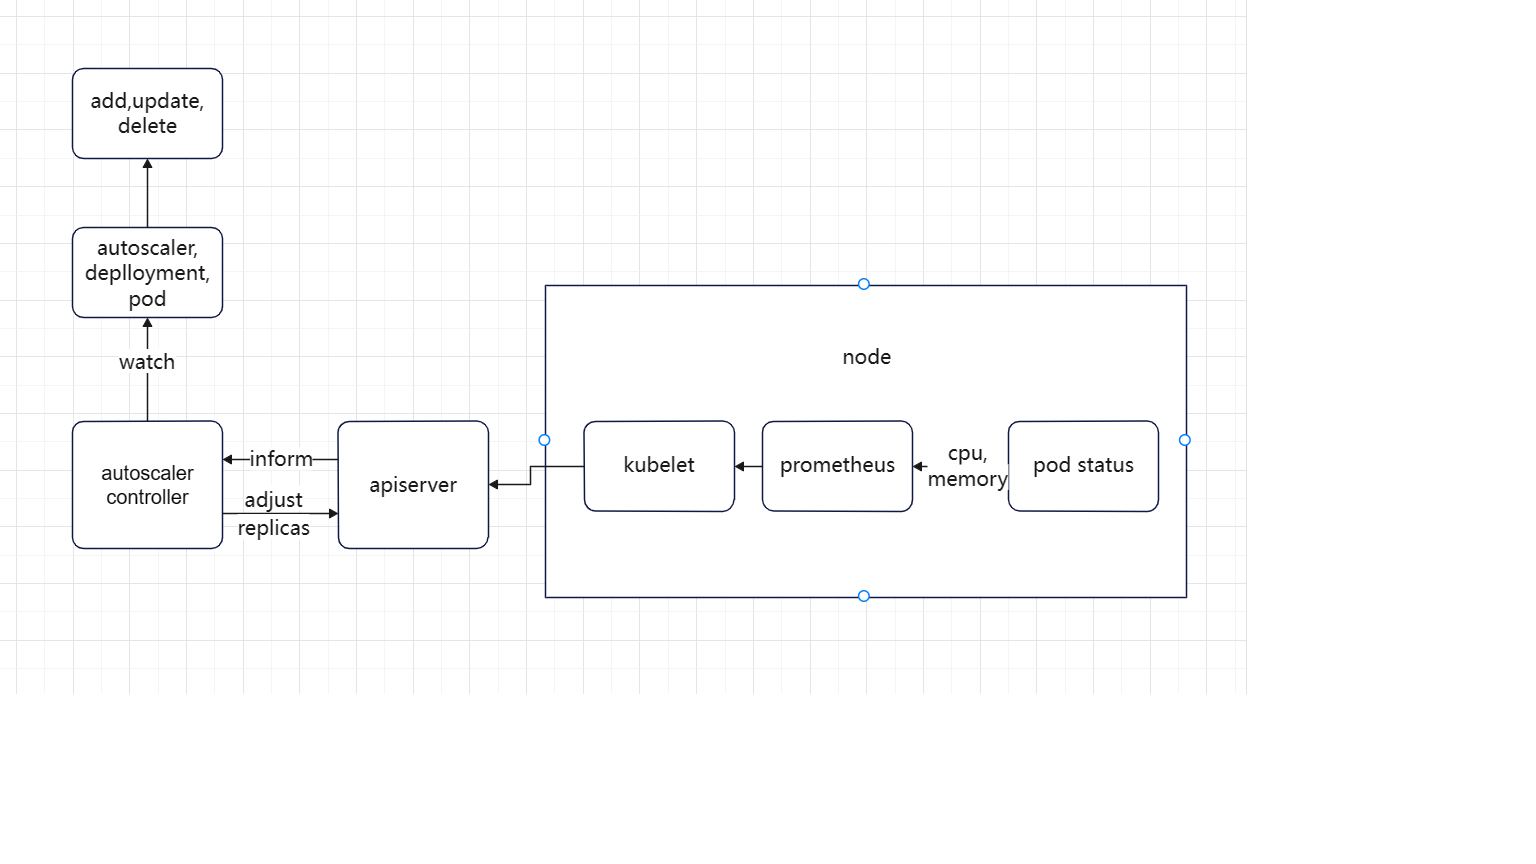 add,update,
delete
autoscaler,
deplloyment,
pod
watch
node
autoscaler
controller
inform
adjust
replicas
apiserver
kubelet
prometheus
cpu,
memory
pod status